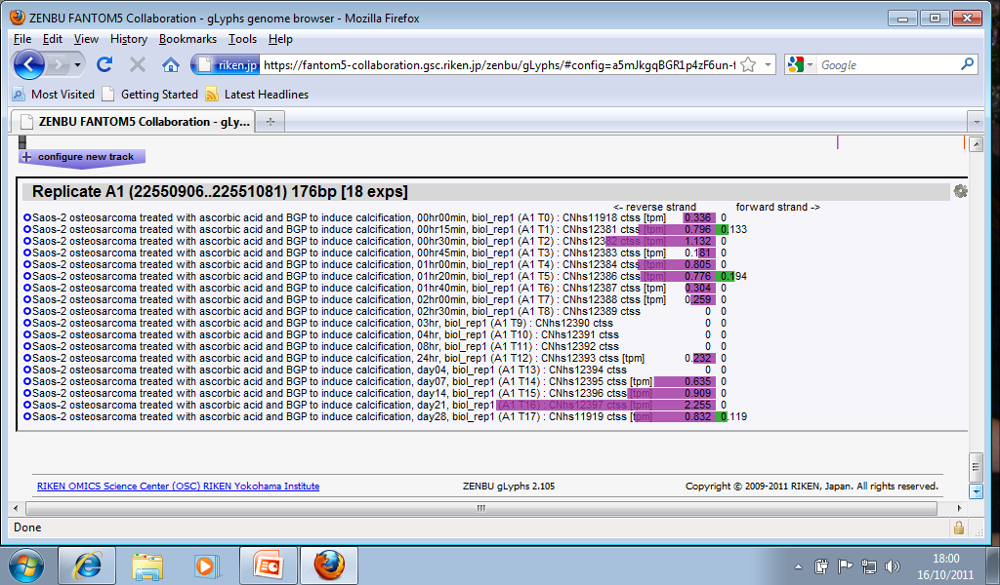 ZENBU FANTOM5 Collaboration - gLyphs genome browser - Mozilla Firefox
File Edit View History Bookmarks Tools Help
riken.jp https://fantom5-collaboration.gsc.riken.jp/zenbu/gLyphs/#config=a5mJkgqBGR1p4zF6un-f Google
Most Visited Getting Started Latest Headlines
ZENBU FANTOM5 Collaboration - gLy...
+ configure new track
Replicate A1 (22550906..22551081) 176bp [18 exps]
<- reverse strand forward strand ->
Saos-2 osteosarcoma treated with ascorbic acid and BGP to induce calcification, 00hr00min, biol_rep1 (A1 T0) : CNhs11918 ctss [tpm] 0.336 0
Saos-2 osteosarcoma treated with ascorbic acid and BGP to induce calcification, 00hr15min, biol_rep1 (A1 T1) : CNhs12381 ctss [tpm] 0.796 0.133
Saos-2 osteosarcoma treated with ascorbic acid and BGP to induce calcification, 00hr30min, biol_rep1 (A1 T2) : CNhs12382 ctss [tpm] 1.132 0
Saos-2 osteosarcoma treated with ascorbic acid and BGP to induce calcification, 00hr45min, biol_rep1 (A1 T3) : CNhs12383 ctss [tpm] 0.181 0
Saos-2 osteosarcoma treated with ascorbic acid and BGP to induce calcification, 01hr00min, biol_rep1 (A1 T4) : CNhs12384 ctss [tpm] 0.805 0
Saos-2 osteosarcoma treated with ascorbic acid and BGP to induce calcification, 01hr20min, biol_rep1 (A1 T5) : CNhs12386 ctss [tpm] 0.776 0.194
Saos-2 osteosarcoma treated with ascorbic acid and BGP to induce calcification, 01hr40min, biol_rep1 (A1 T6) : CNhs12387 ctss [tpm] 0.304 0
Saos-2 osteosarcoma treated with ascorbic acid and BGP to induce calcification, 02hr00min, biol_rep1 (A1 T7) : CNhs12388 ctss [tpm] 0.259 0
Saos-2 osteosarcoma treated with ascorbic acid and BGP to induce calcification, 02hr30min, biol_rep1 (A1 T8) : CNhs12389 ctss 0 0
Saos-2 osteosarcoma treated with ascorbic acid and BGP to induce calcification, 03hr, biol_rep1 (A1 T9) : CNhs12390 ctss 0 0
Saos-2 osteosarcoma treated with ascorbic acid and BGP to induce calcification, 04hr, biol_rep1 (A1 T10) : CNhs12391 ctss 0 0
Saos-2 osteosarcoma treated with ascorbic acid and BGP to induce calcification, 08hr, biol_rep1 (A1 T11) : CNhs12392 ctss 0 0
Saos-2 osteosarcoma treated with ascorbic acid and BGP to induce calcification, 24hr, biol_rep1 (A1 T12) : CNhs12393 ctss [tpm] 0.232 0
Saos-2 osteosarcoma treated with ascorbic acid and BGP to induce calcification, day04, biol_rep1 (A1 T13) : CNhs12394 ctss 0 0
Saos-2 osteosarcoma treated with ascorbic acid and BGP to induce calcification, day07, biol_rep1 (A1 T14) : CNhs12395 ctss [tpm] 0.635 0
Saos-2 osteosarcoma treated with ascorbic acid and BGP to induce calcification, day14, biol_rep1 (A1 T15) : CNhs12396 ctss [tpm] 0.909 0
Saos-2 osteosarcoma treated with ascorbic acid and BGP to induce calcification, day21, biol_rep1 (A1 T16) : CNhs12397 ctss [tpm] 2.255 0
Saos-2 osteosarcoma treated with ascorbic acid and BGP to induce calcification, day28, biol_rep1 (A1 T17) : CNhs11919 ctss [tpm] 0.832 0.119
RIKEN OMICS Science Center (OSC) RIKEN Yokohama Institute ZENBU gLyphs 2.105 Copyright © 2009-2011 RIKEN, Japan. All rights reserved.
Done
18:00
16/10/2011